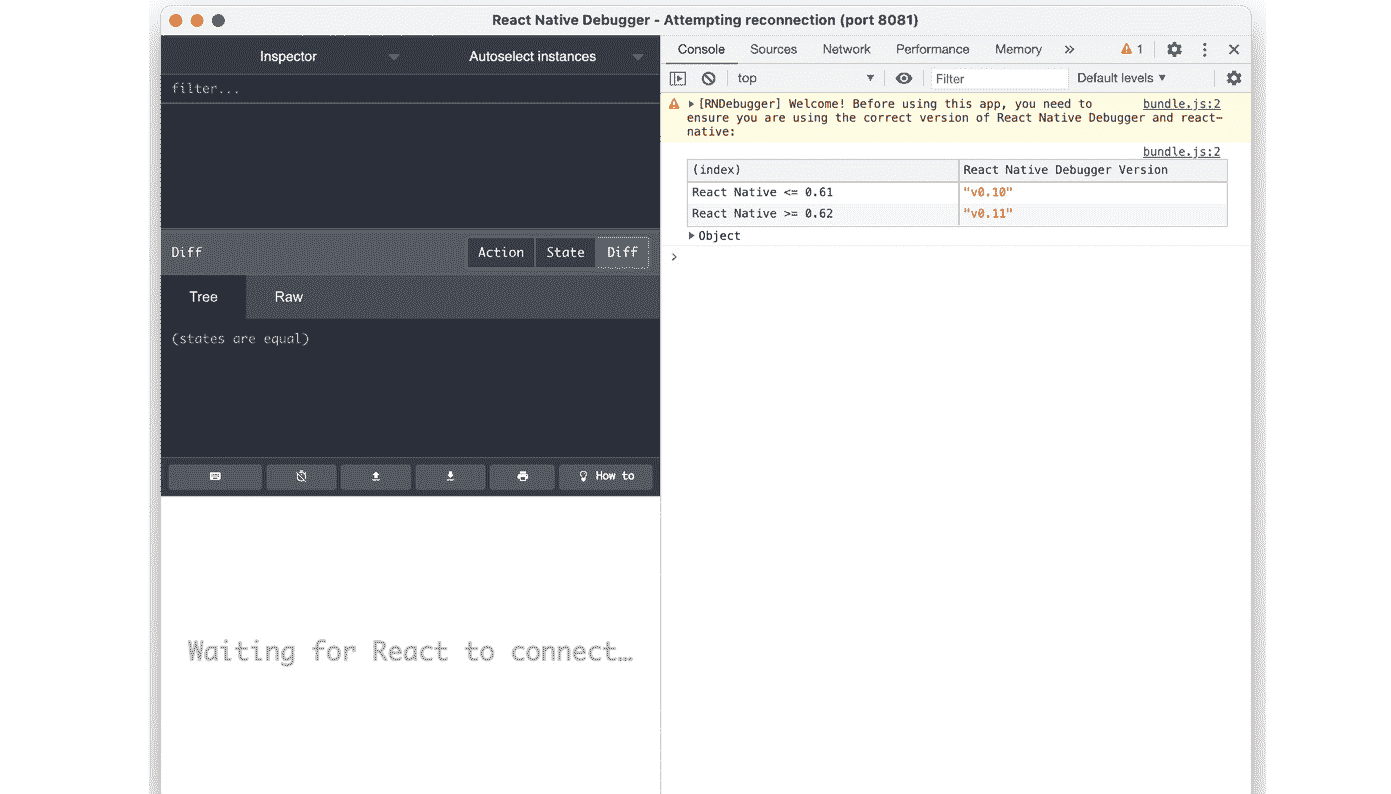 React Native Debugger - Attempting reconnection (port 8081)
Inspector
Autoselect instances
filter...
Diff
Action
State
Diff
Tree
Raw
(states are equal)
How to
Waiting for React to connect…
Console
Sources
Network
Performance
Memory
»
1
top
Filter
Default levels
[RNDebugger] Welcome! Before using this app, you need to
bundle.js:2
ensure you are using the correct version of React Native Debugger and react-
native:
bundle.js:2
(index)
React Native Debugger Version
React Native <= 0.61
"v0.10"
React Native >= 0.62
"v0.11"
Object
>